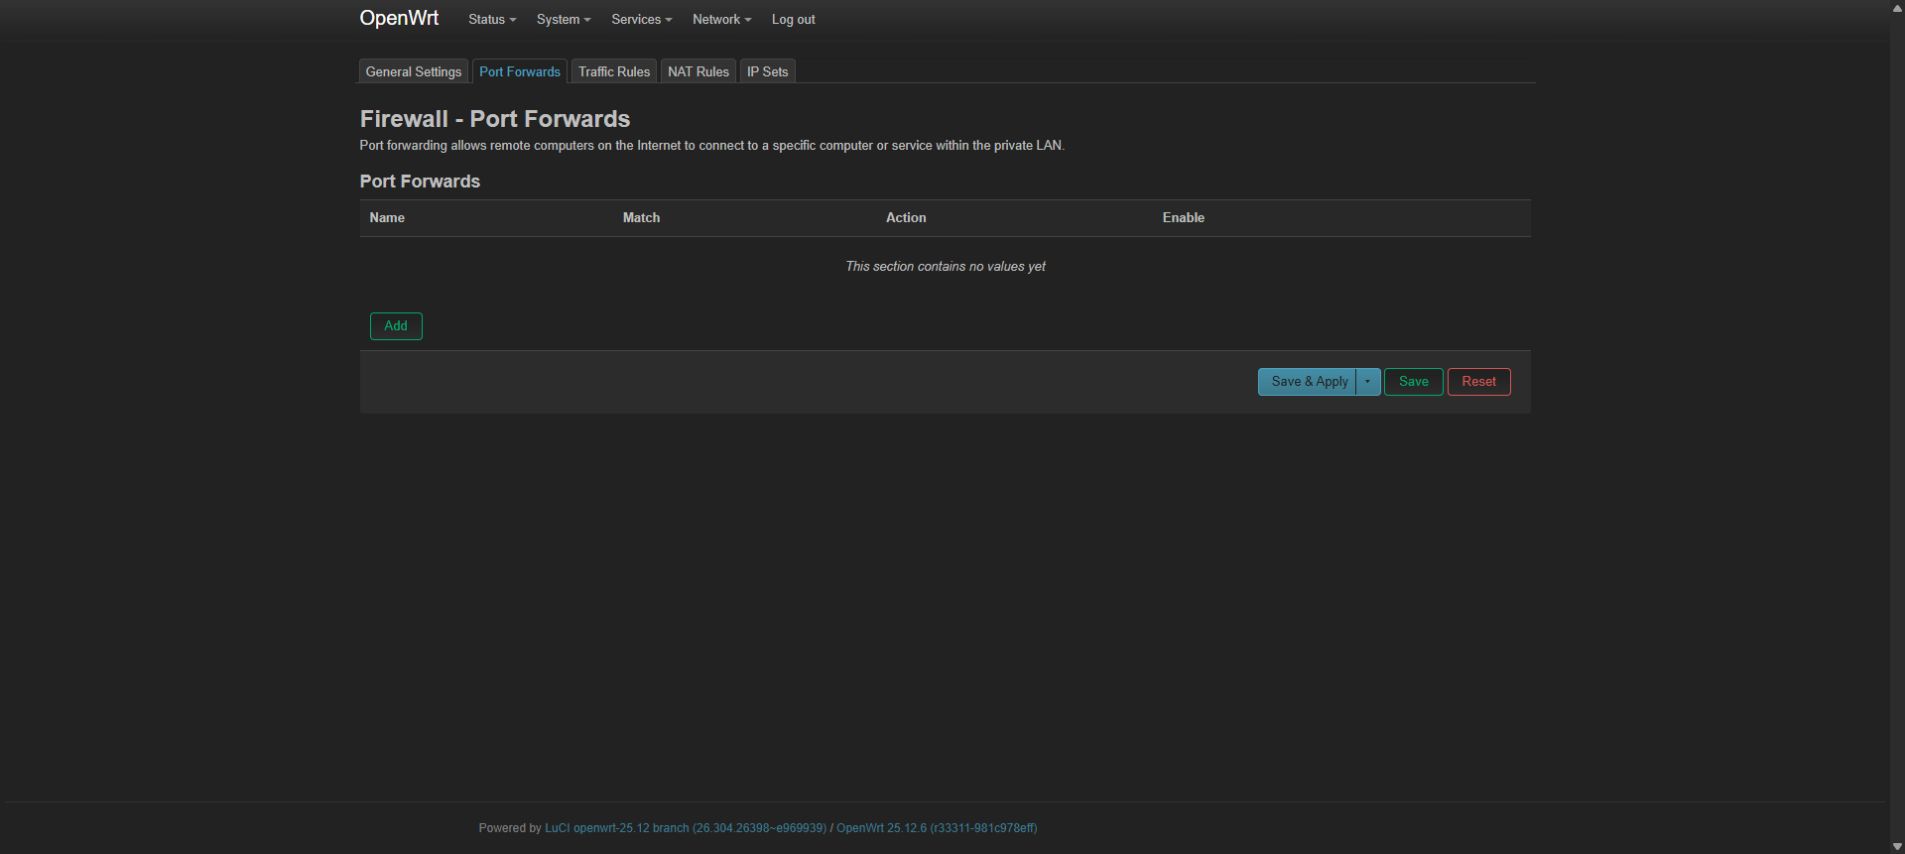 OpenWrt Status System Services Network Log out
General Settings Port Forwards Traffic Rules NAT Rules IP Sets
Firewall - Port Forwards
Port forwarding allows remote computers on the Internet to connect to a specific computer or service within the private LAN.
Port Forwards
Name Match Action Enable
This section contains no values yet
Add
Save & Apply Save Reset
Powered by LuCI openwrt-25.12 branch (26.304.26398~e969939) / OpenWrt 25.12.6 (r33311-981c978eff)